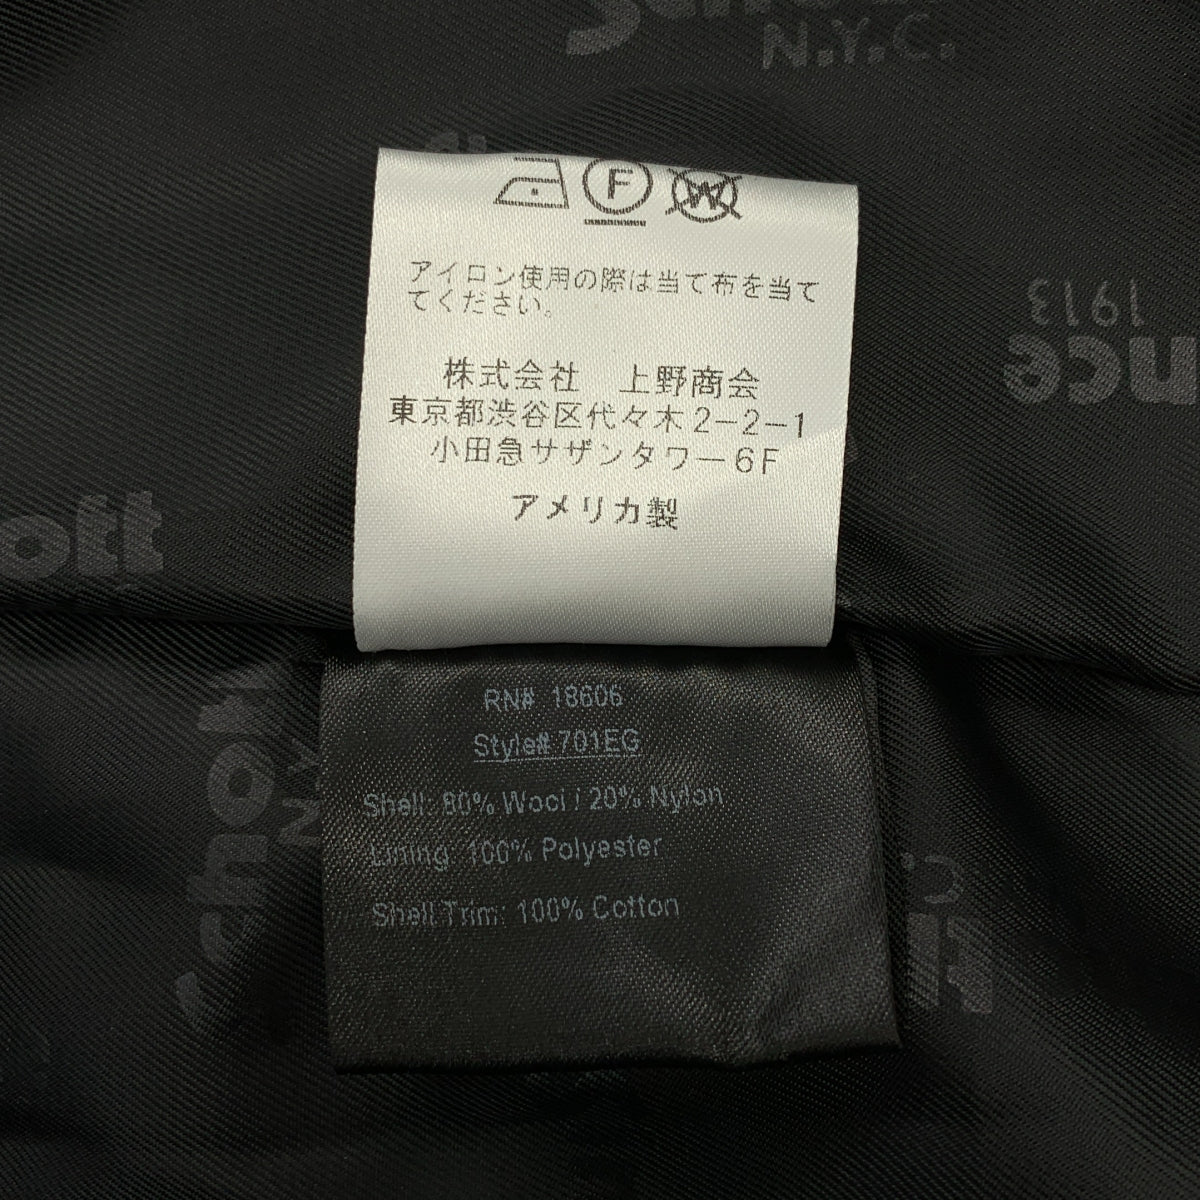 N.Y.C.
F
W
アイロン使用の際は当て布を当て
てください。
株式会社　上野商会
東京都渋谷区代々木2-2-1
小田急サザンタワー6F
アメリカ製
1913
nce
ott
RN# 18606
Style# 701EG
Shell: 80% Wool / 20% Nylon
Lining: 100% Polyester
Shell Trim: 100% Cotton